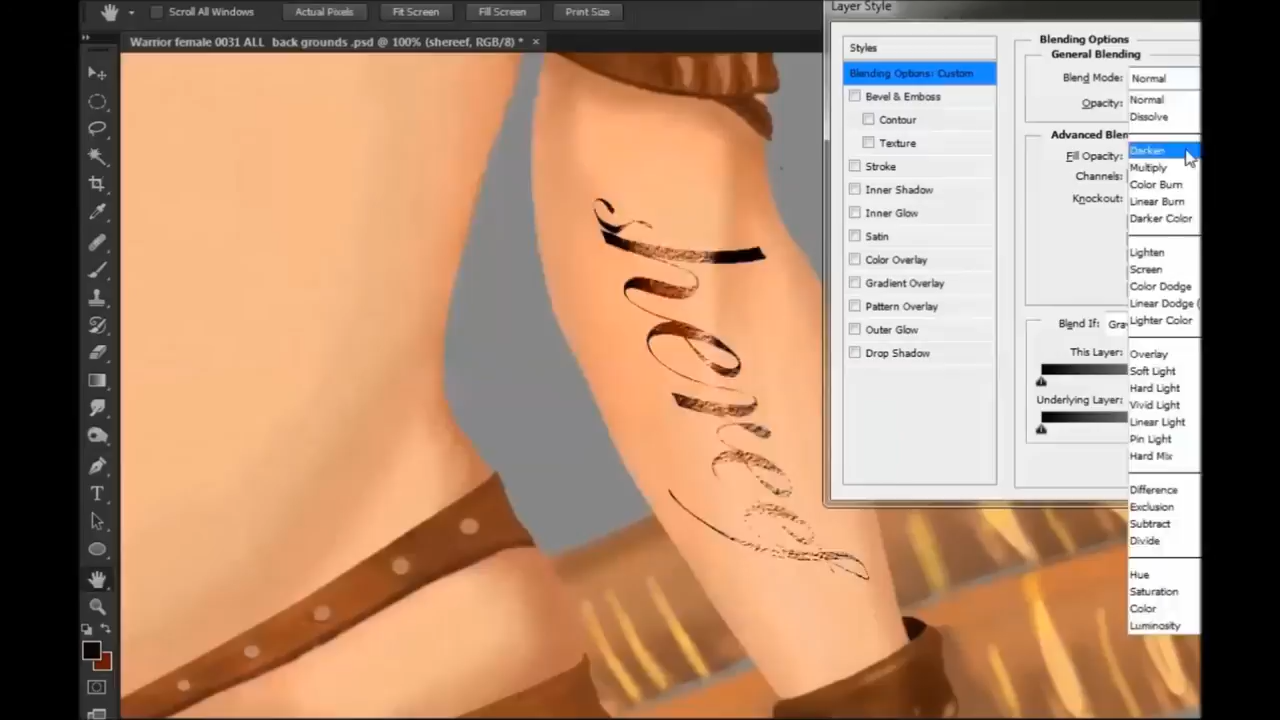 Scroll All Windows
Actual Pixels
Fit Screen
Fill Screen
Print Size
Warrior female 0031 ALL back grounds .psd @ 100% (shereef, RGB/8) *
shereef
Layer Style
Styles
Blending Options: Custom
Bevel & Emboss
Contour
Texture
Stroke
Inner Shadow
Inner Glow
Satin
Color Overlay
Gradient Overlay
Pattern Overlay
Outer Glow
Drop Shadow
Blending Options
General Blending
Blend Mode: Normal
Opacity:
Advanced Blen
Fill Opacity:
Channels:
Knockout:
Blend If: Gra
This Layer:
Underlying Layer:
Normal
Dissolve
Darken
Multiply
Color Burn
Linear Burn
Darker Color
Lighten
Screen
Color Dodge
Linear Dodge (
Lighter Color
Overlay
Soft Light
Hard Light
Vivid Light
Linear Light
Pin Light
Hard Mix
Difference
Exclusion
Subtract
Divide
Hue
Saturation
Color
Luminosity